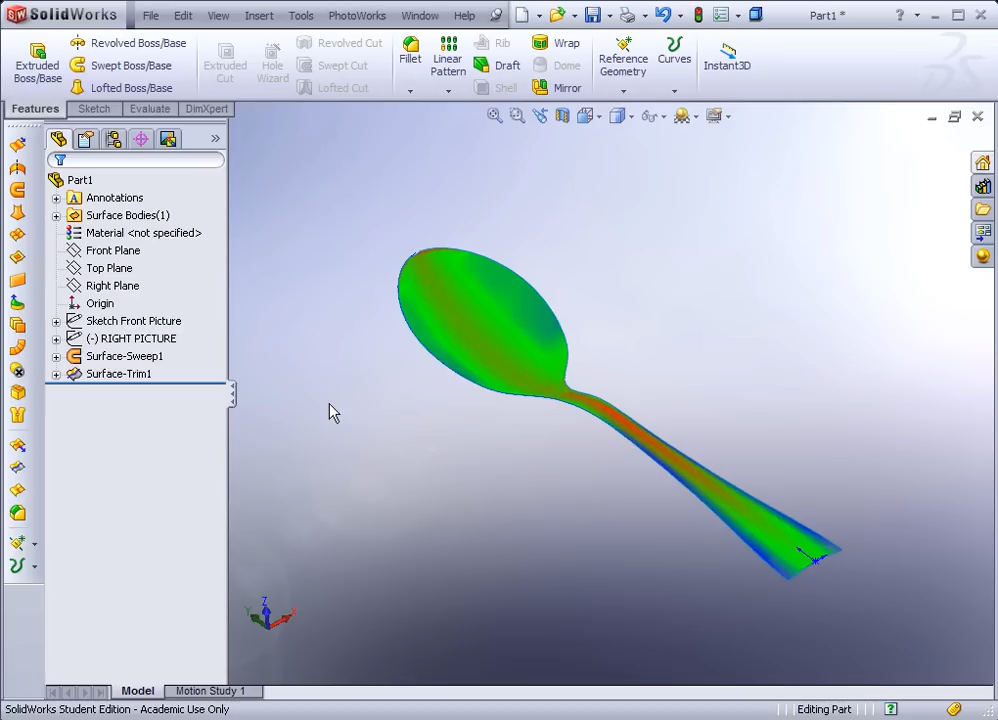 SolidWorks File Edit View Insert Tools PhotoWorks Window Help Part1 *
Extruded Boss/Base
Revolved Boss/Base
Swept Boss/Base
Lofted Boss/Base
Extruded Cut
Hole Wizard
Revolved Cut
Swept Cut
Lofted Cut
Fillet
Linear Pattern
Rib
Draft
Shell
Wrap
Dome
Mirror
Reference Geometry
Curves
Instant3D
Features Sketch Evaluate DimXpert
Part1
Annotations
Surface Bodies(1)
Material <not specified>
Front Plane
Top Plane
Right Plane
Origin
Sketch Front Picture
(-) RIGHT PICTURE
Surface-Sweep1
Surface-Trim1
Z
Y X
Model Motion Study 1
SolidWorks Student Edition - Academic Use Only Editing Part